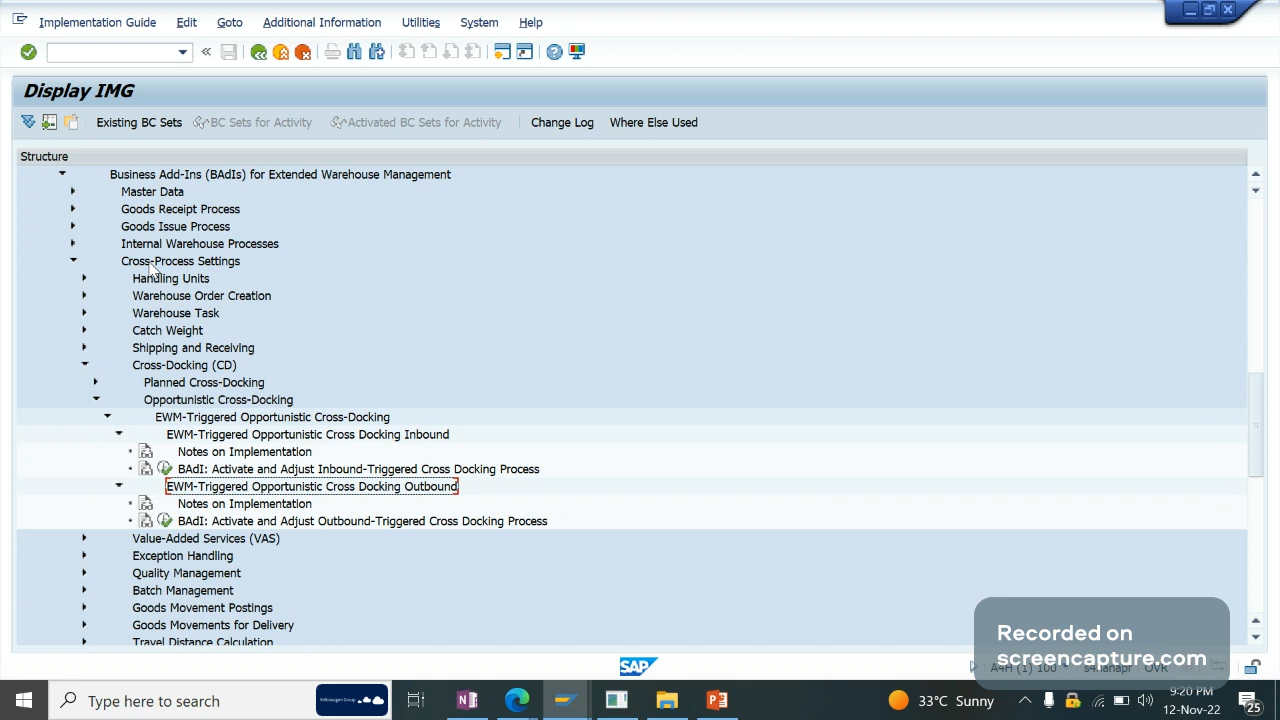 Implementation Guide Edit Goto Additional Information Utilities System Help
Display IMG
Existing BC Sets BC Sets for Activity Activated BC Sets for Activity Change Log Where Else Used
Structure
Business Add-Ins (BAdIs) for Extended Warehouse Management
Master Data
Goods Receipt Process
Goods Issue Process
Internal Warehouse Processes
Cross-Process Settings
Handling Units
Warehouse Order Creation
Warehouse Task
Catch Weight
Shipping and Receiving
Cross-Docking (CD)
Planned Cross-Docking
Opportunistic Cross-Docking
EWM-Triggered Opportunistic Cross-Docking
EWM-Triggered Opportunistic Cross Docking Inbound
Notes on Implementation
BAdI: Activate and Adjust Inbound-Triggered Cross Docking Process
EWM-Triggered Opportunistic Cross Docking Outbound
Notes on Implementation
BAdI: Activate and Adjust Outbound-Triggered Cross Docking Process
Value-Added Services (VAS)
Exception Handling
Quality Management
Batch Management
Goods Movement Postings
Goods Movements for Delivery
Travel Distance Calculation
Recorded on
screencapture.com
SAP
A4H (1) 100 OVR
Type here to search
33°C Sunny
9:20 PM
12-Nov-22
25